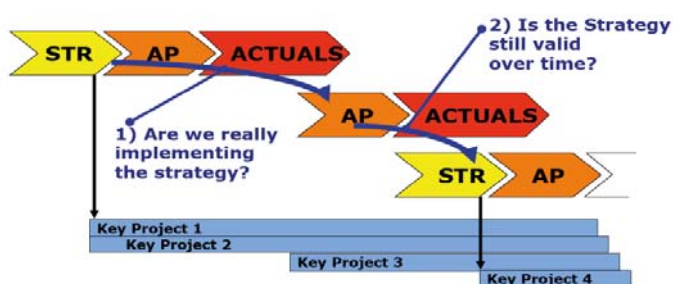 STR AP ACTUALS
2) Is the Strategy
still valid
over time?
AP ACTUALS
1) Are we really
implementing
the strategy?
STR AP
Key Project 1
Key Project 2
Key Project 3
Key Project 4